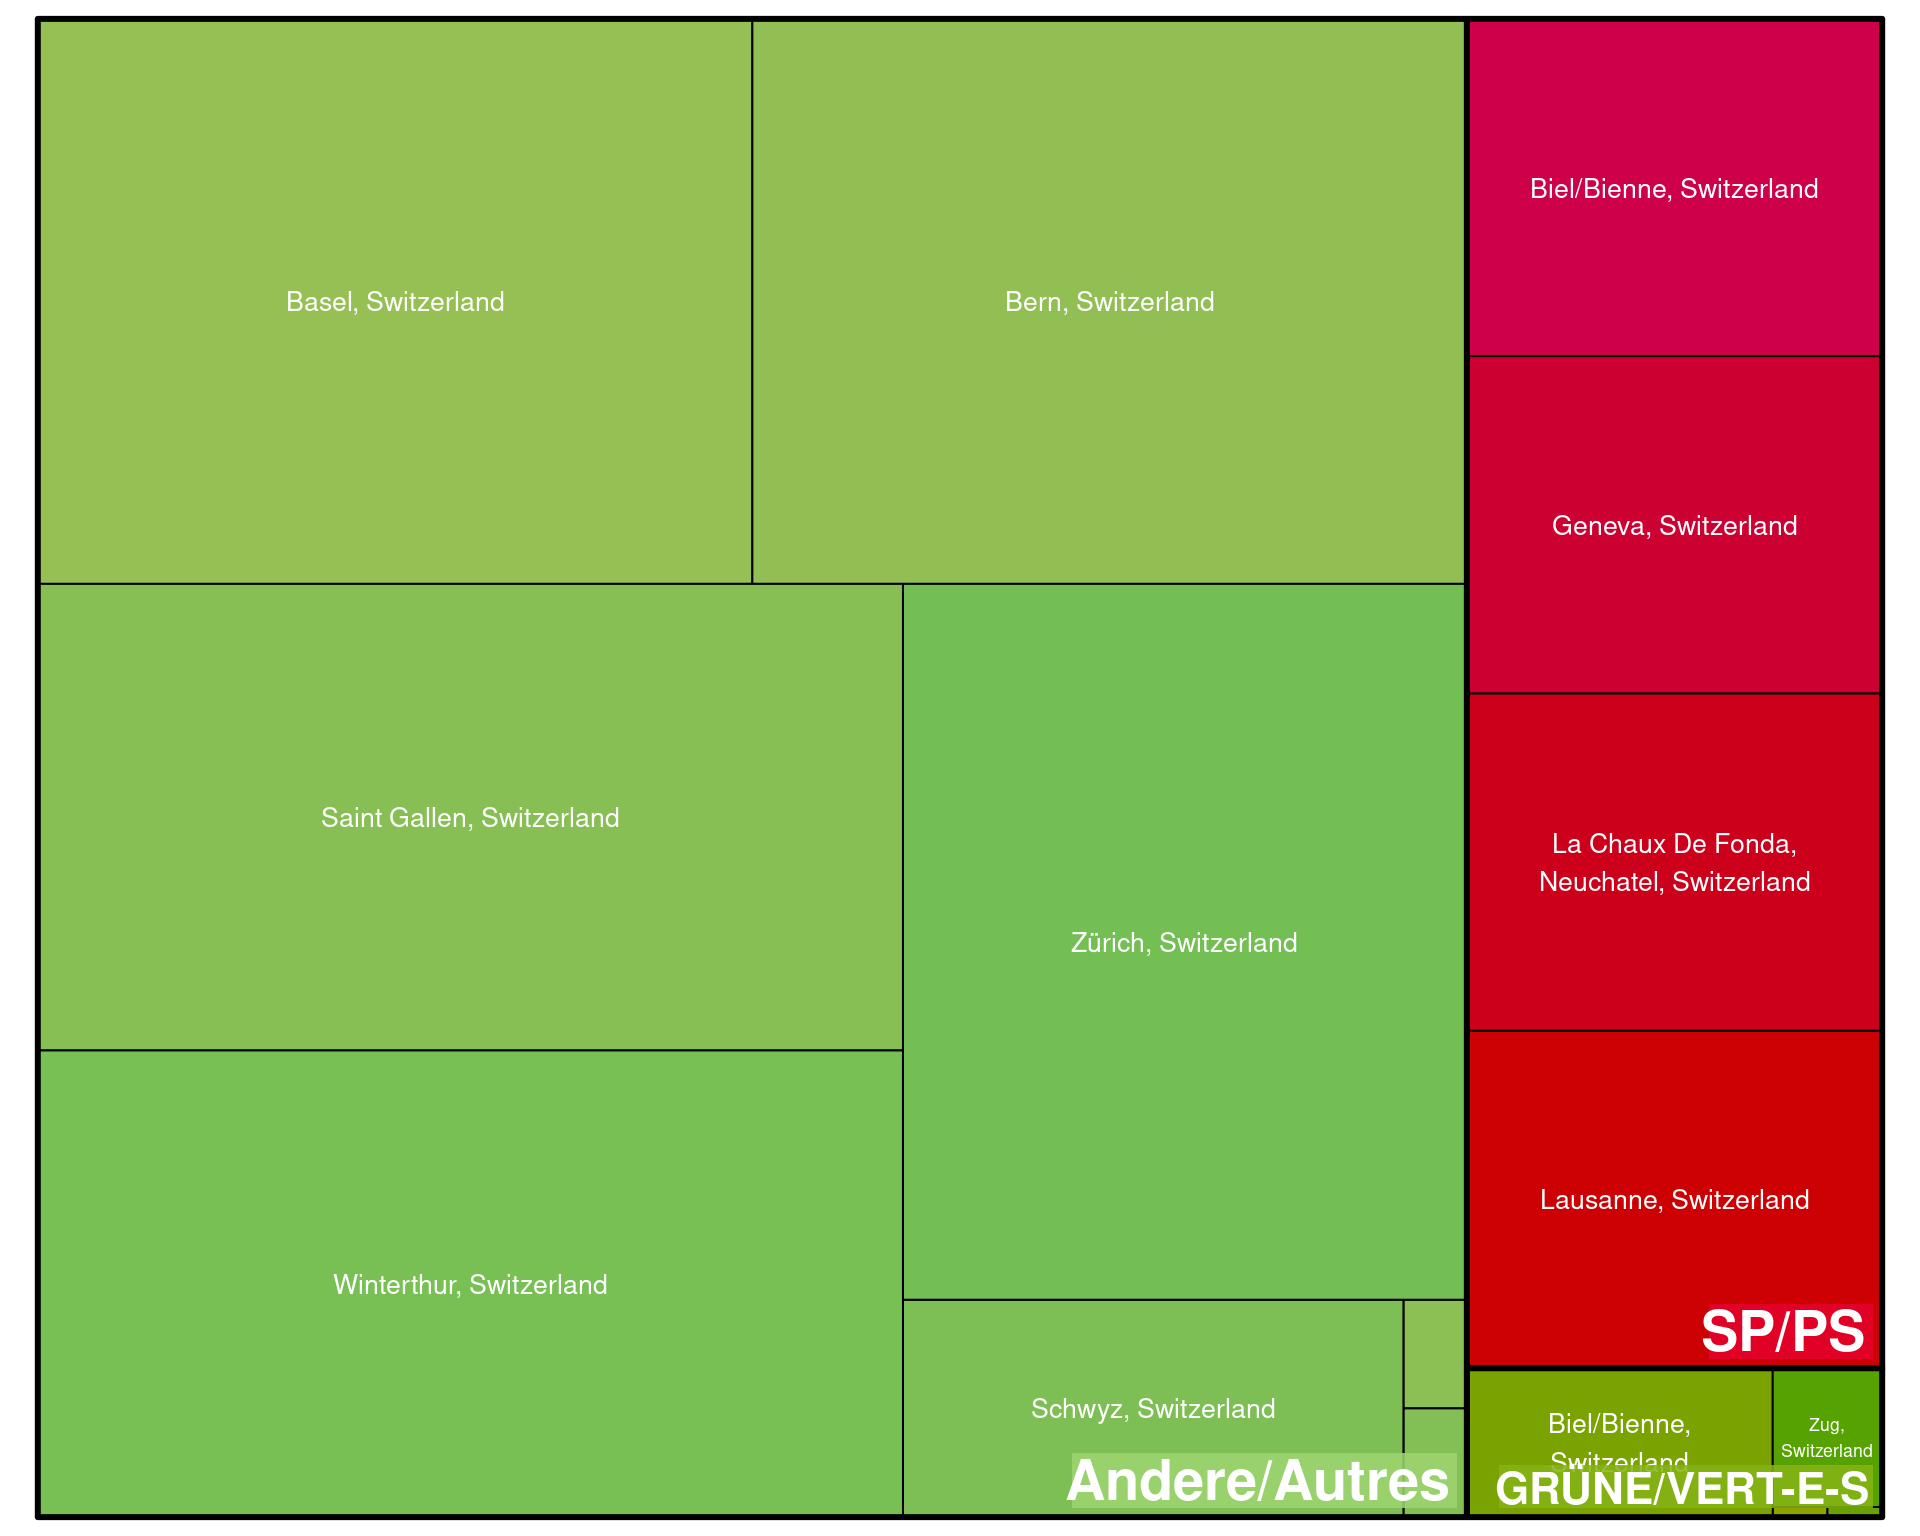 Basel, Switzerland
Bern, Switzerland
Biel/Bienne, Switzerland
Geneva, Switzerland
Saint Gallen, Switzerland
Zürich, Switzerland
La Chaux De Fonda,
Neuchatel, Switzerland
Lausanne, Switzerland
Winterthur, Switzerland
SP/PS
Schwyz, Switzerland
Andere/Autres
Biel/Bienne,
Switzerland
Zug,
Switzerland
GRÜNE/VERT-E-S